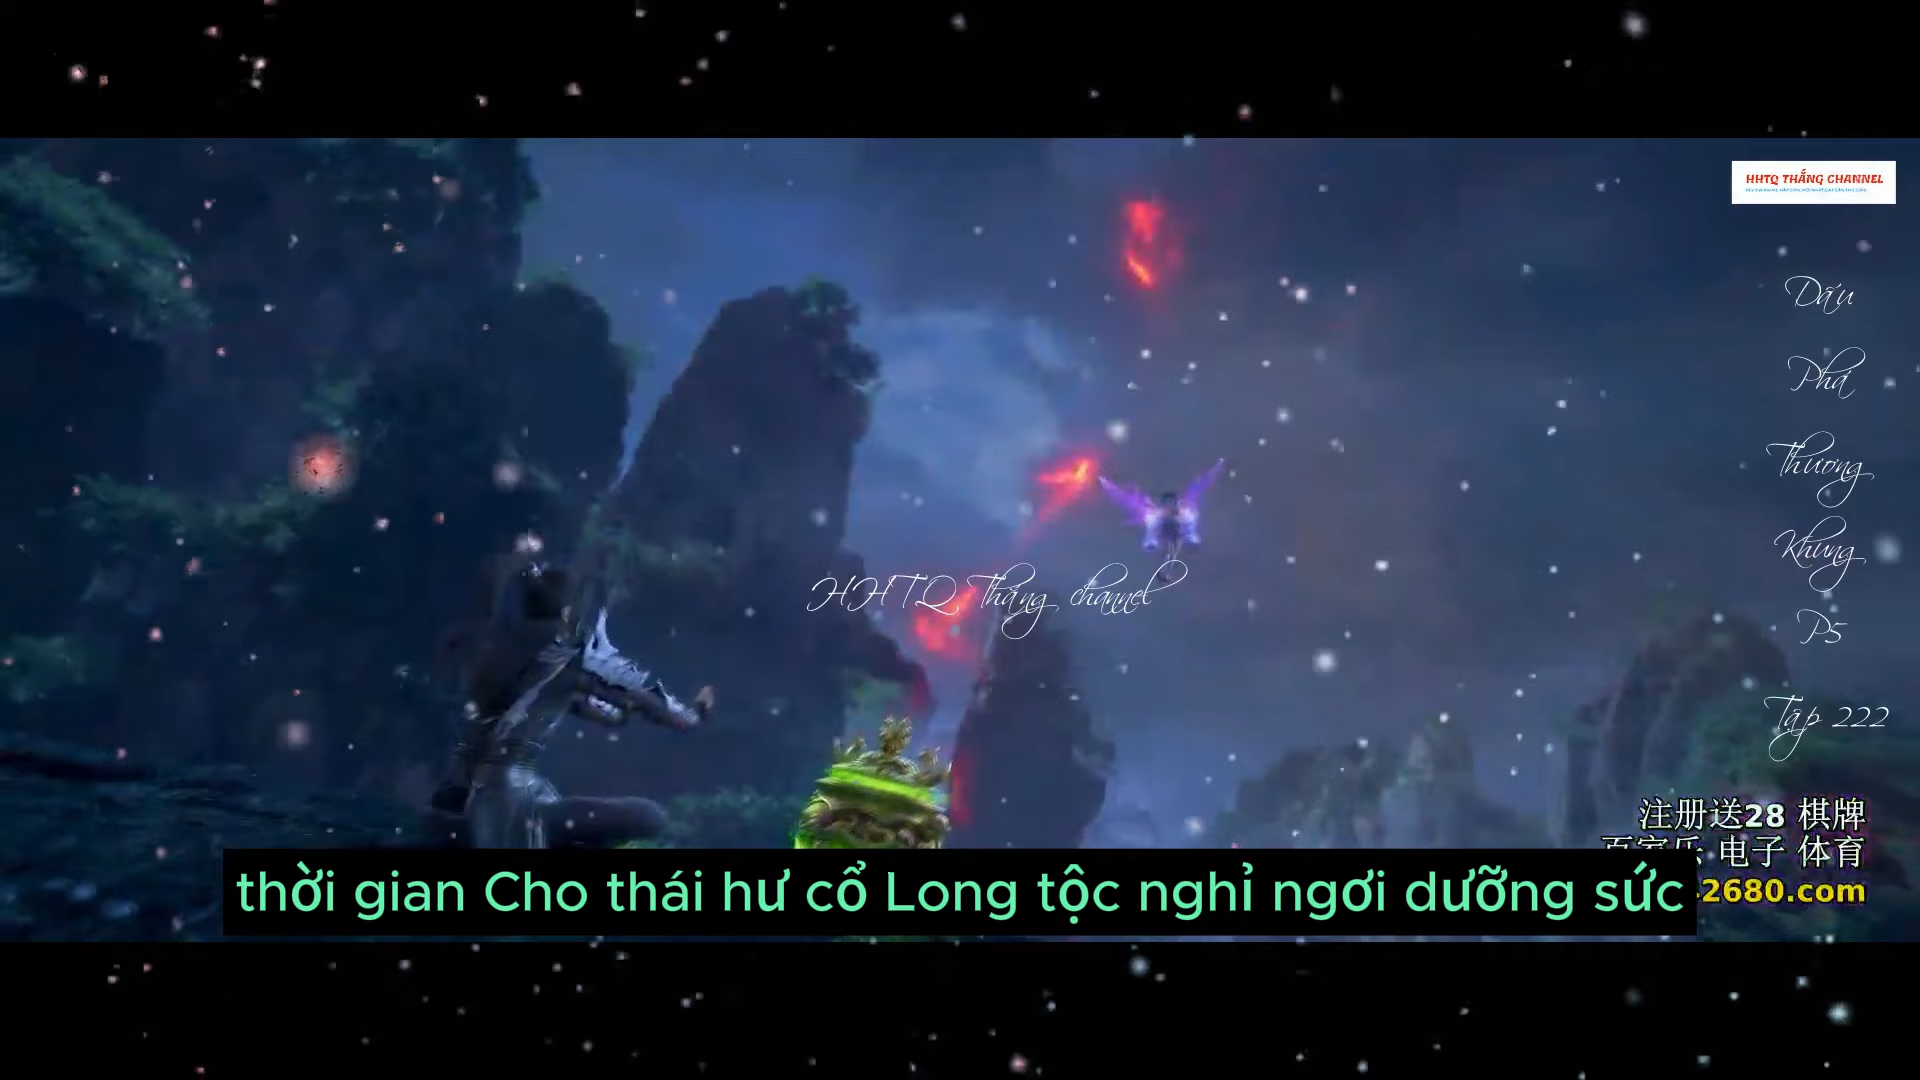 HHTQ THẮNG CHANNEL
Dấu
Phá
Thương
Khung
P5
Tập 222
HHTQ Thắng channel
注册送28 棋牌
电子 体育
2680.com
thời gian Cho thái hư cổ Long tộc nghỉ ngơi dưỡng sức